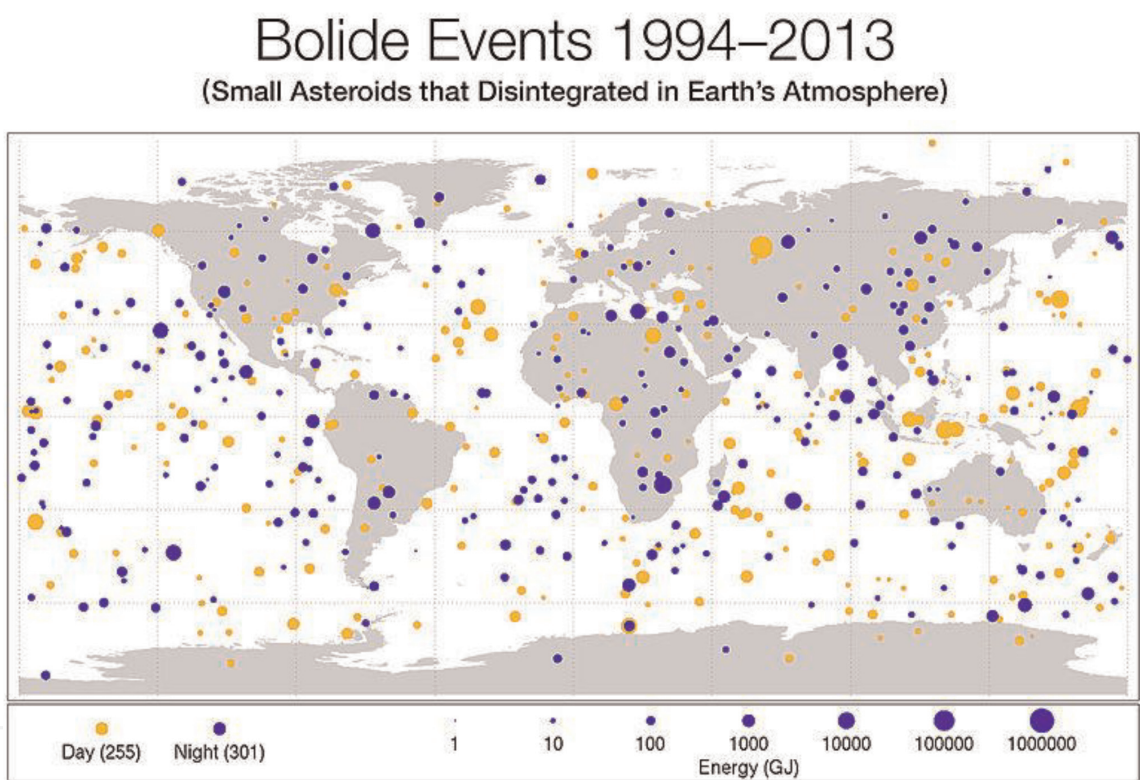 Bolide Events 1994–2013
(Small Asteroids that Disintegrated in Earth's Atmosphere)
Day (255) Night (301) 1 10 100 1000 10000 100000 1000000
Energy (GJ)